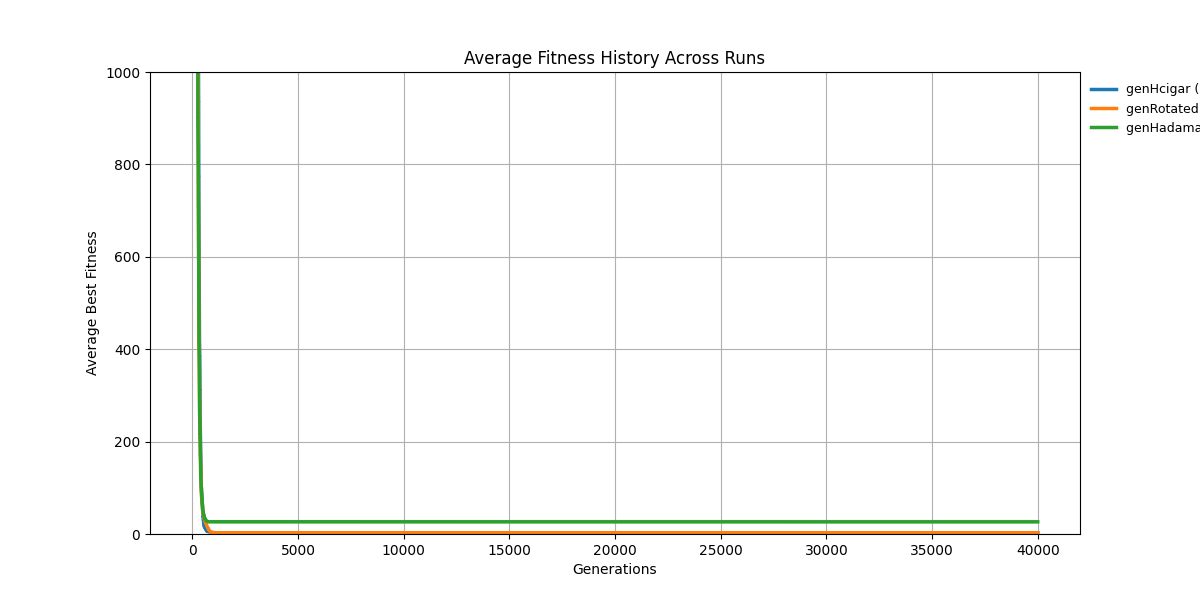 Average Fitness History Across Runs
1000
800
600
400
200
0
Average Best Fitness
0 5000 10000 15000 20000 25000 30000 35000 40000
Generations
genHcigar (
genRotated
genHadama